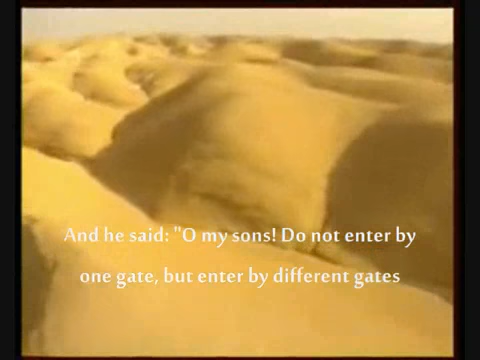 And he said: "O my sons! Do not enter by
one gate, but enter by different gates